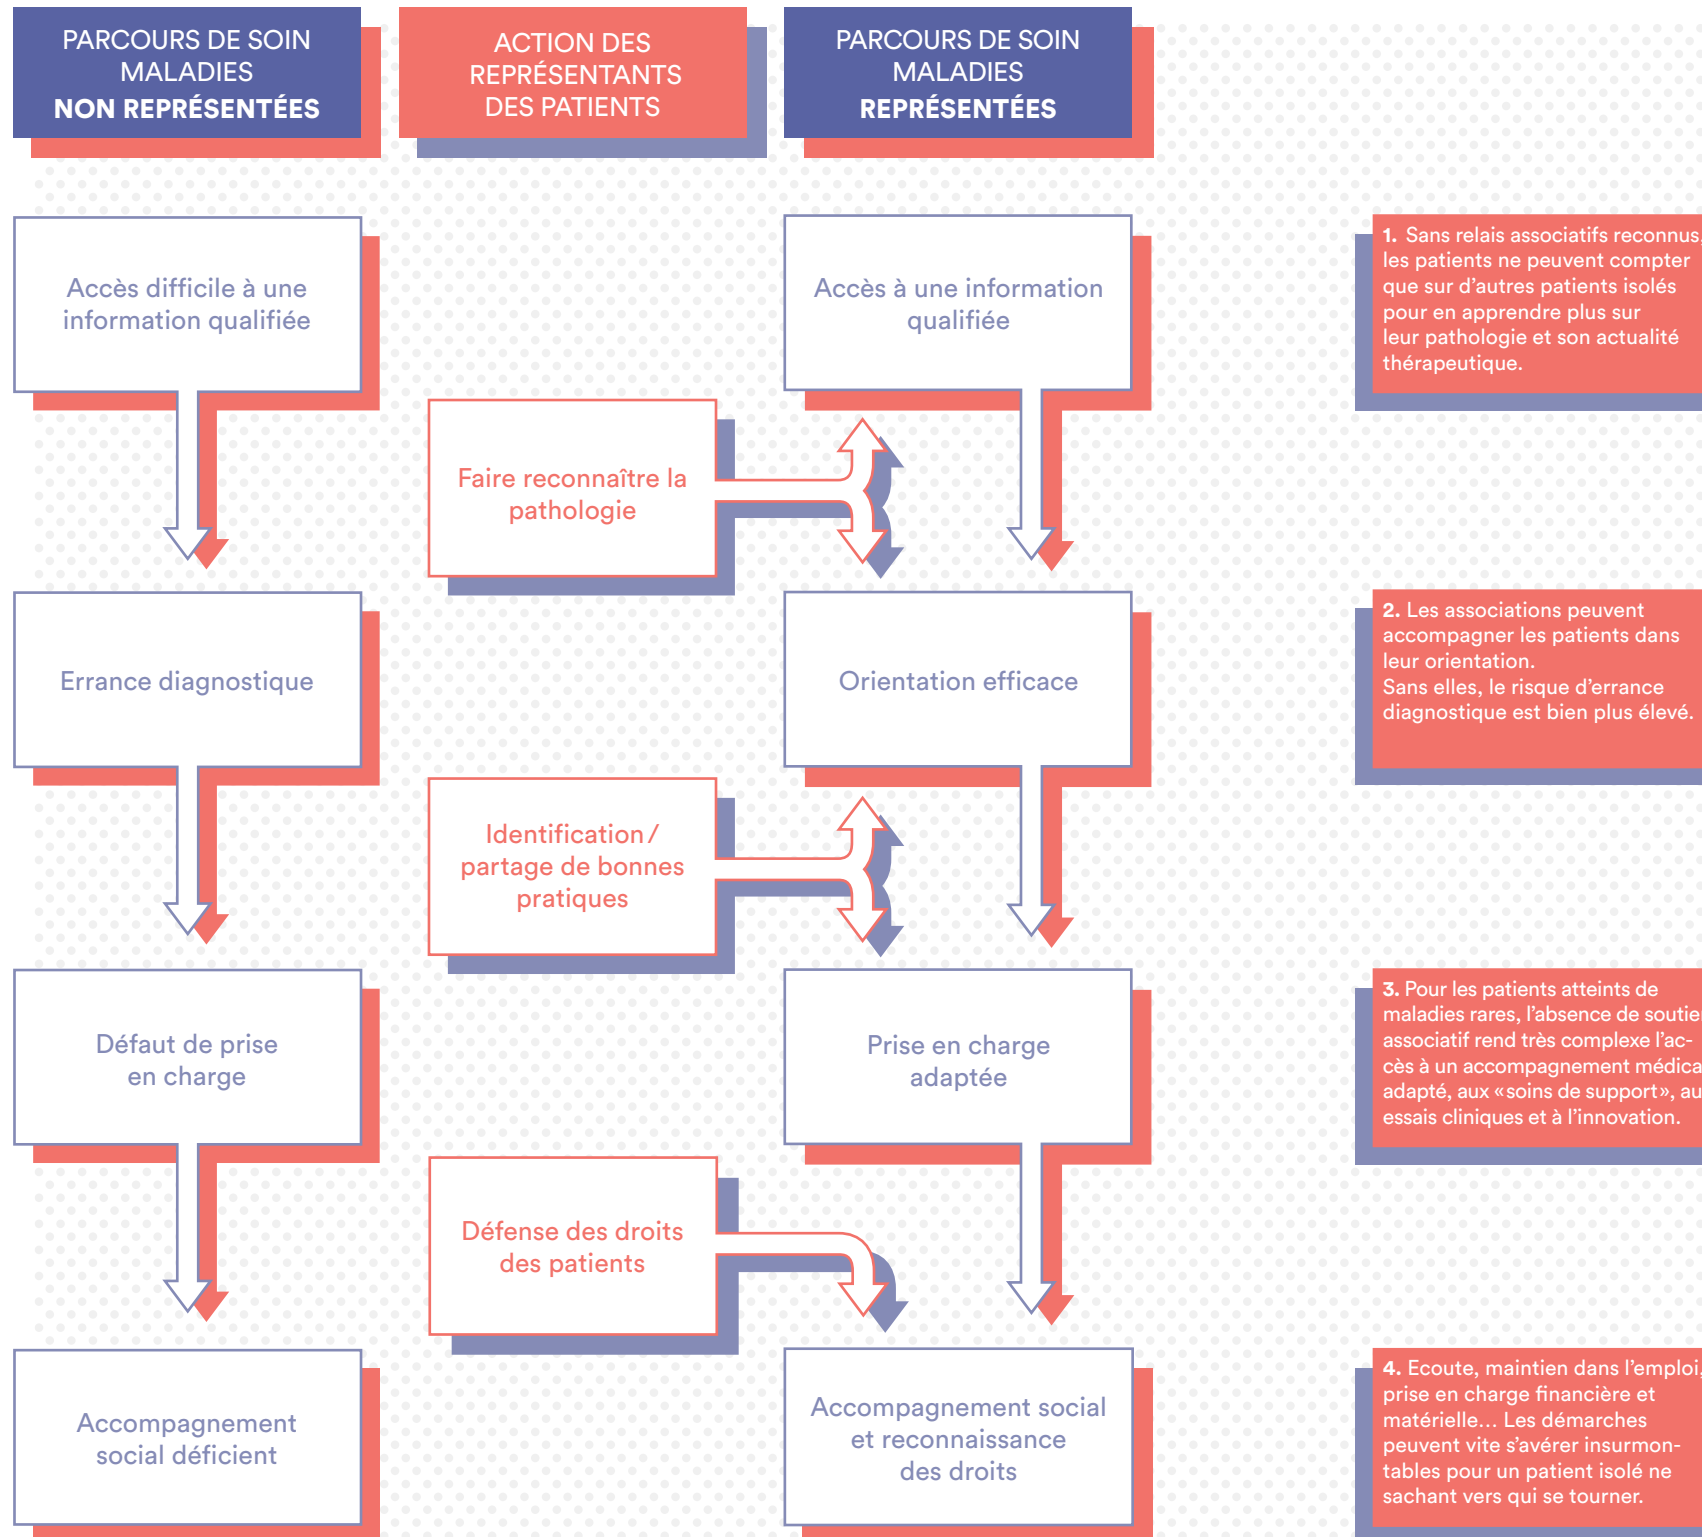 PARCOURS DE SOIN
MALADIES
NON REPRÉSENTÉES
ACTION DES
REPRÉSENTANTS
DES PATIENTS
PARCOURS DE SOIN
MALADIES
REPRÉSENTÉES
Accès difficile à une
information qualifiée
Accès à une information
qualifiée
1. Sans relais associatifs reconnus,
les patients ne peuvent compter
que sur d'autres patients isolés
pour en apprendre plus sur
leur pathologie et son actualité
thérapeutique.
Faire reconnaître la
pathologie
Errance diagnostique
Orientation efficace
2. Les associations peuvent
accompagner les patients dans
leur orientation.
Sans elles, le risque d'errance
diagnostique est bien plus élevé.
Identification /
partage de bonnes
pratiques
Défaut de prise
en charge
Prise en charge
adaptée
3. Pour les patients atteints de
maladies rares, l'absence de soutien
associatif rend très complexe l'ac-
cès à un accompagnement médica
adapté, aux «soins de support», au
essais cliniques et à l'innovation.
Défense des droits
des patients
Accompagnement
social déficient
Accompagnement social
et reconnaissance
des droits
4. Ecoute, maintien dans l'emploi,
prise en charge financière et
matérielle... Les démarches
peuvent vite s'avérer insurmon-
tables pour un patient isolé ne
sachant vers qui se tourner.